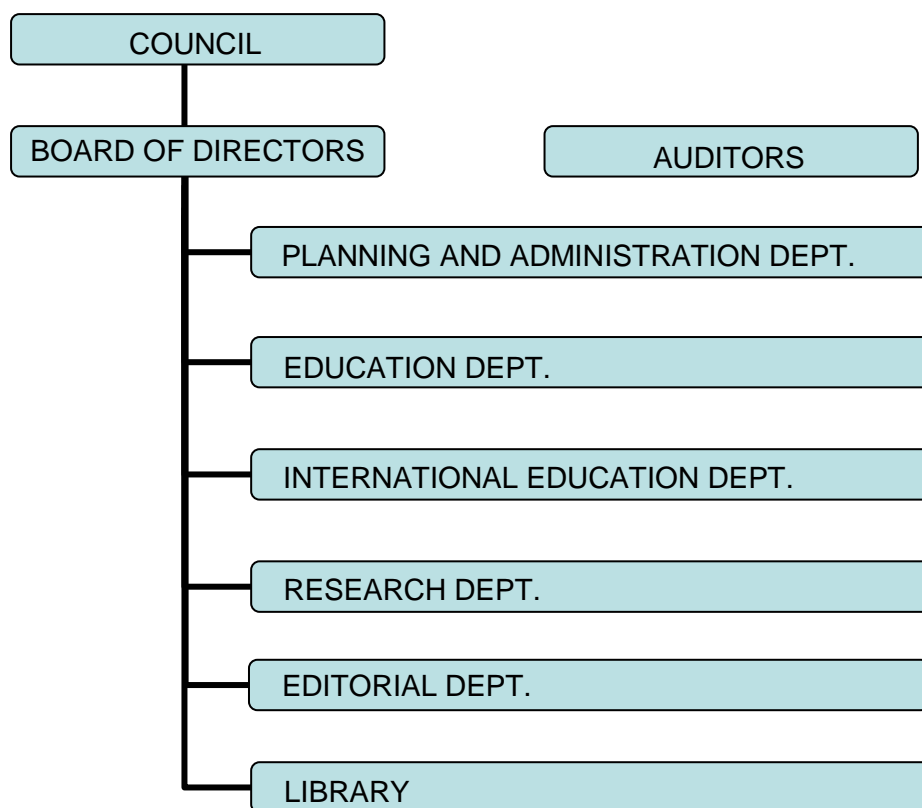 COUNCIL
BOARD OF DIRECTORS
AUDITORS
PLANNING AND ADMINISTRATION DEPT.
EDUCATION DEPT.
INTERNATIONAL EDUCATION DEPT.
RESEARCH DEPT.
EDITORIAL DEPT.
LIBRARY